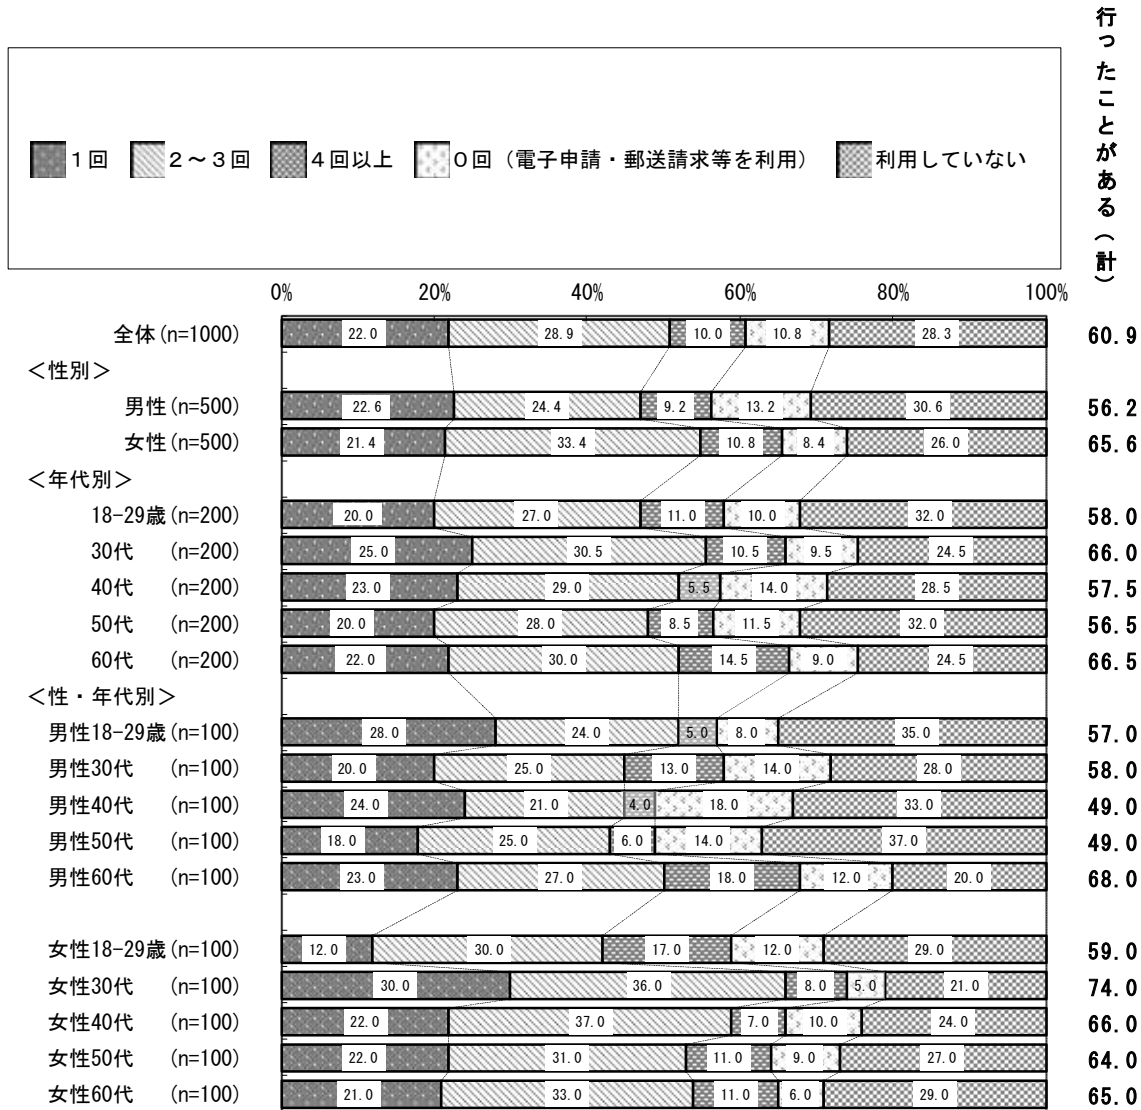 行ったことがある（計）
１回 ２～３回 ４回以上 ０回（電子申請・郵送請求等を利用） 利用していない
0% 20% 40% 60% 80% 100%
全体(n=1000) 22.0 28.9 10.0 10.8 28.3 60.9
＜性別＞
男性(n=500) 22.6 24.4 9.2 13.2 30.6 56.2
女性(n=500) 21.4 33.4 10.8 8.4 26.0 65.6
＜年代別＞
18-29歳(n=200) 20.0 27.0 11.0 10.0 32.0 58.0
30代 (n=200) 25.0 30.5 10.5 9.5 24.5 66.0
40代 (n=200) 23.0 29.0 5.5 14.0 28.5 57.5
50代 (n=200) 20.0 28.0 8.5 11.5 32.0 56.5
60代 (n=200) 22.0 30.0 14.5 9.0 24.5 66.5
＜性・年代別＞
男性18-29歳(n=100) 28.0 24.0 5.0 8.0 35.0 57.0
男性30代 (n=100) 20.0 25.0 13.0 14.0 28.0 58.0
男性40代 (n=100) 24.0 21.0 4.0 18.0 33.0 49.0
男性50代 (n=100) 18.0 25.0 6.0 14.0 37.0 49.0
男性60代 (n=100) 23.0 27.0 18.0 12.0 20.0 68.0
女性18-29歳(n=100) 12.0 30.0 17.0 12.0 29.0 59.0
女性30代 (n=100) 30.0 36.0 8.0 5.0 21.0 74.0
女性40代 (n=100) 22.0 37.0 7.0 10.0 24.0 66.0
女性50代 (n=100) 22.0 31.0 11.0 9.0 27.0 64.0
女性60代 (n=100) 21.0 33.0 11.0 6.0 29.0 65.0